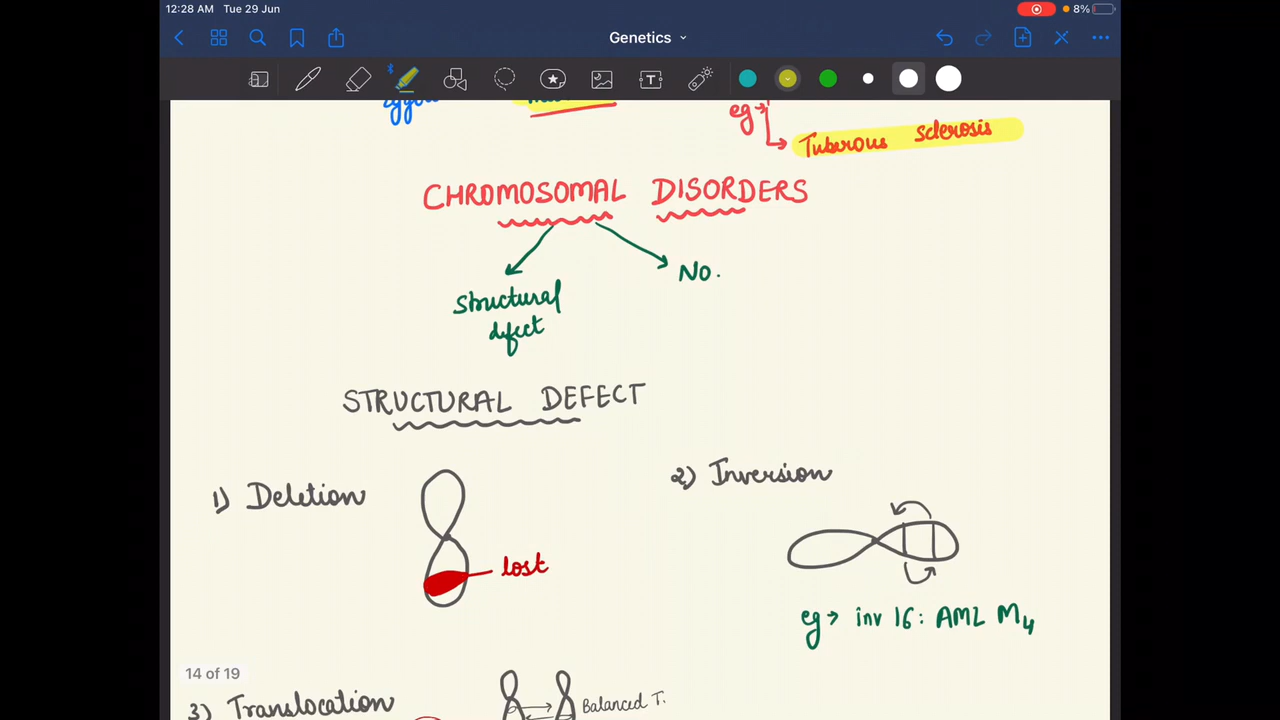 12:28 AM Tue 29 Jun
8%
Genetics
eg →
Tuberous sclerosis
CHROMOSOMAL DISORDERS
Structural
defect
No.
STRUCTURAL DEFECT
1) Deletion
lost
2) Inversion
eg → inv 16: AML M4
14 of 19
3) Translocation
Balanced T.